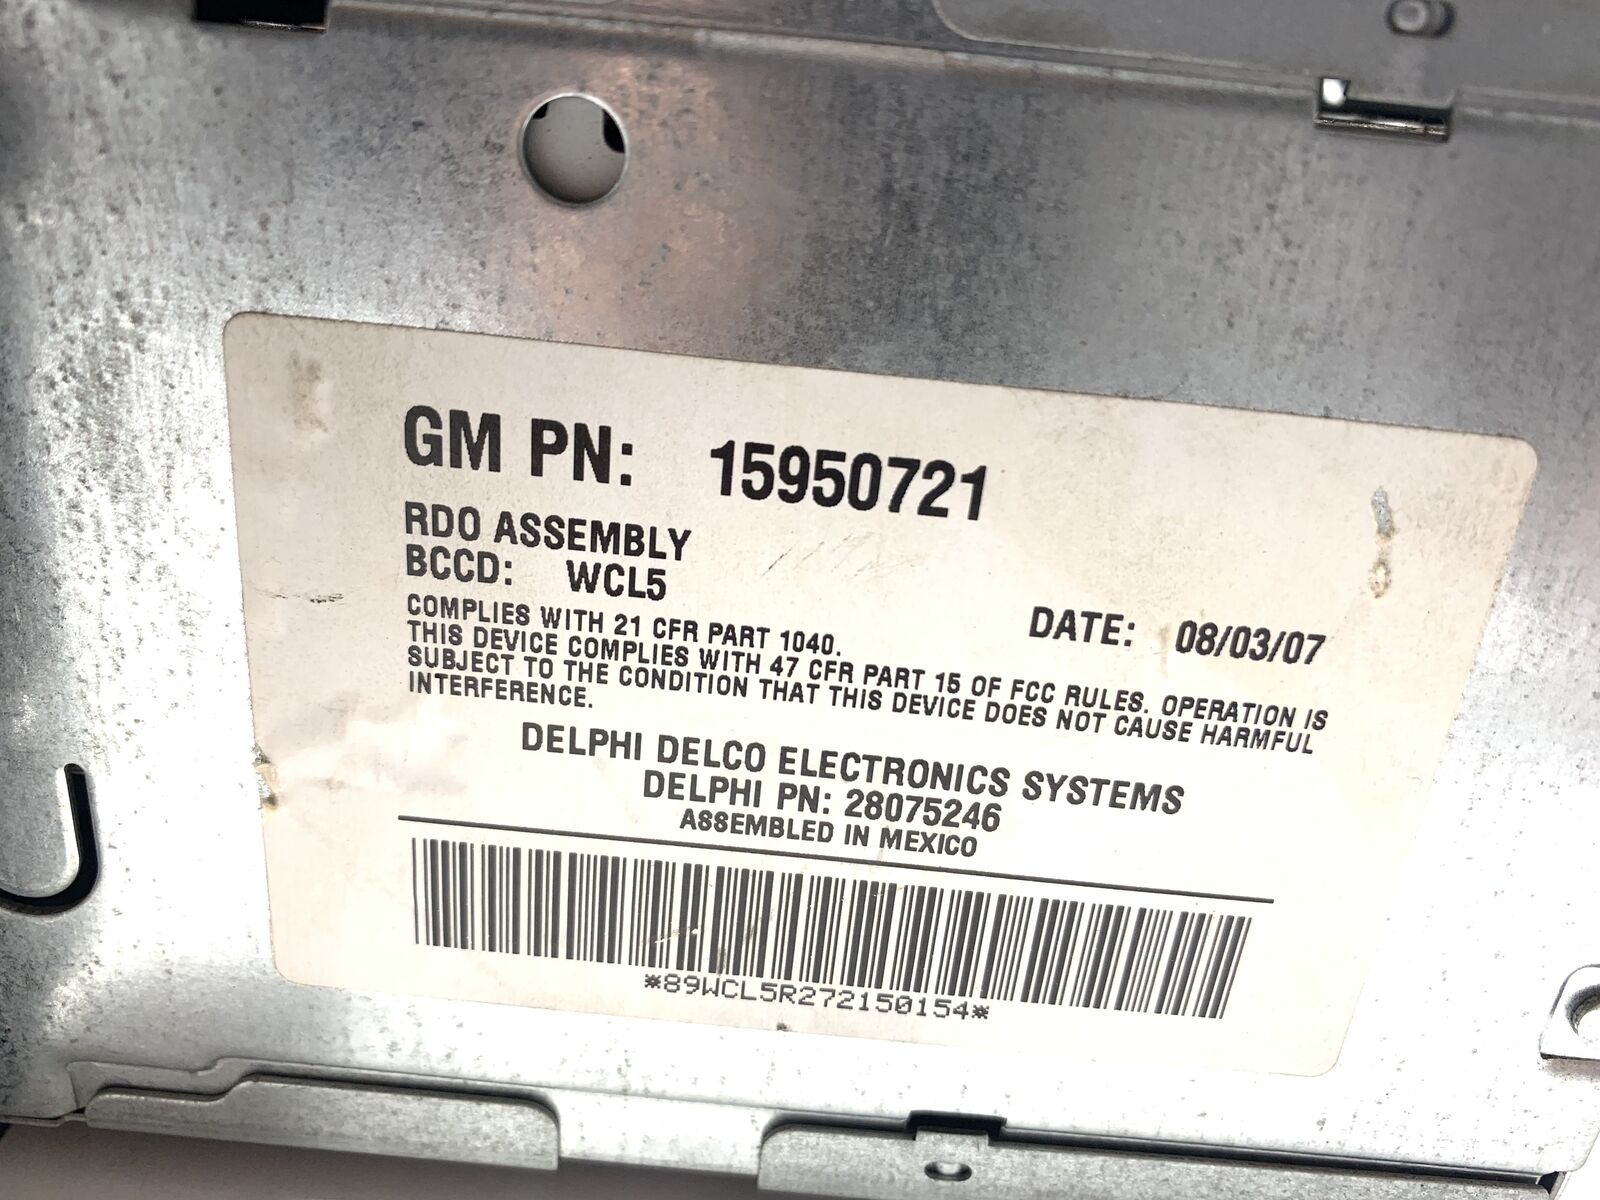 GM PN: 15950721
RDO ASSEMBLY
BCCD: WCL5
DATE: 08/03/07
COMPLIES WITH 21 CFR PART 1040.
THIS DEVICE COMPLIES WITH 47 CFR PART 15 OF FCC RULES. OPERATION IS
SUBJECT TO THE CONDITION THAT THIS DEVICE DOES NOT CAUSE HARMFUL
INTERFERENCE.
DELPHI DELCO ELECTRONICS SYSTEMS
DELPHI PN: 28075246
ASSEMBLED IN MEXICO
*89WCL5R272150154*